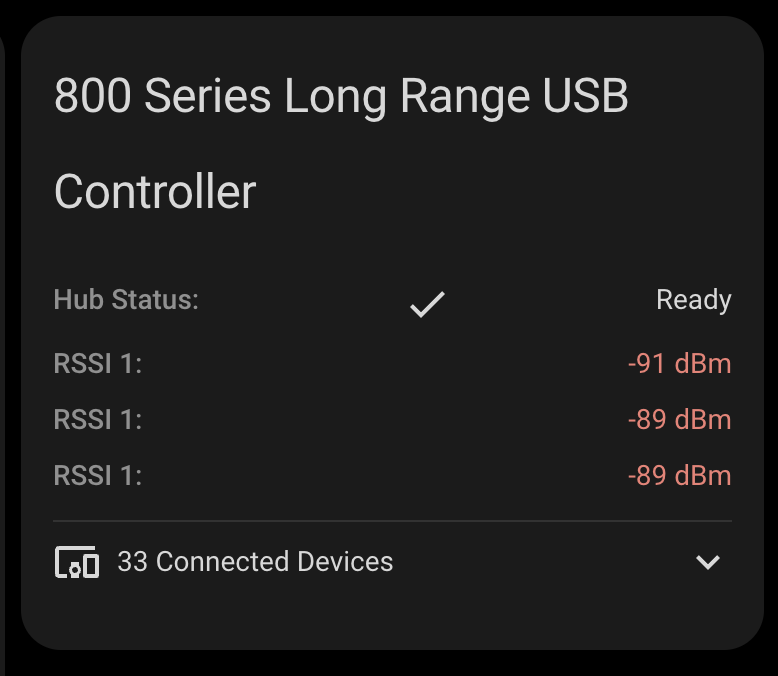 800 Series Long Range USB
Controller
Hub Status: Ready
RSSI 1: -91 dBm
RSSI 1: -89 dBm
RSSI 1: -89 dBm
33 Connected Devices